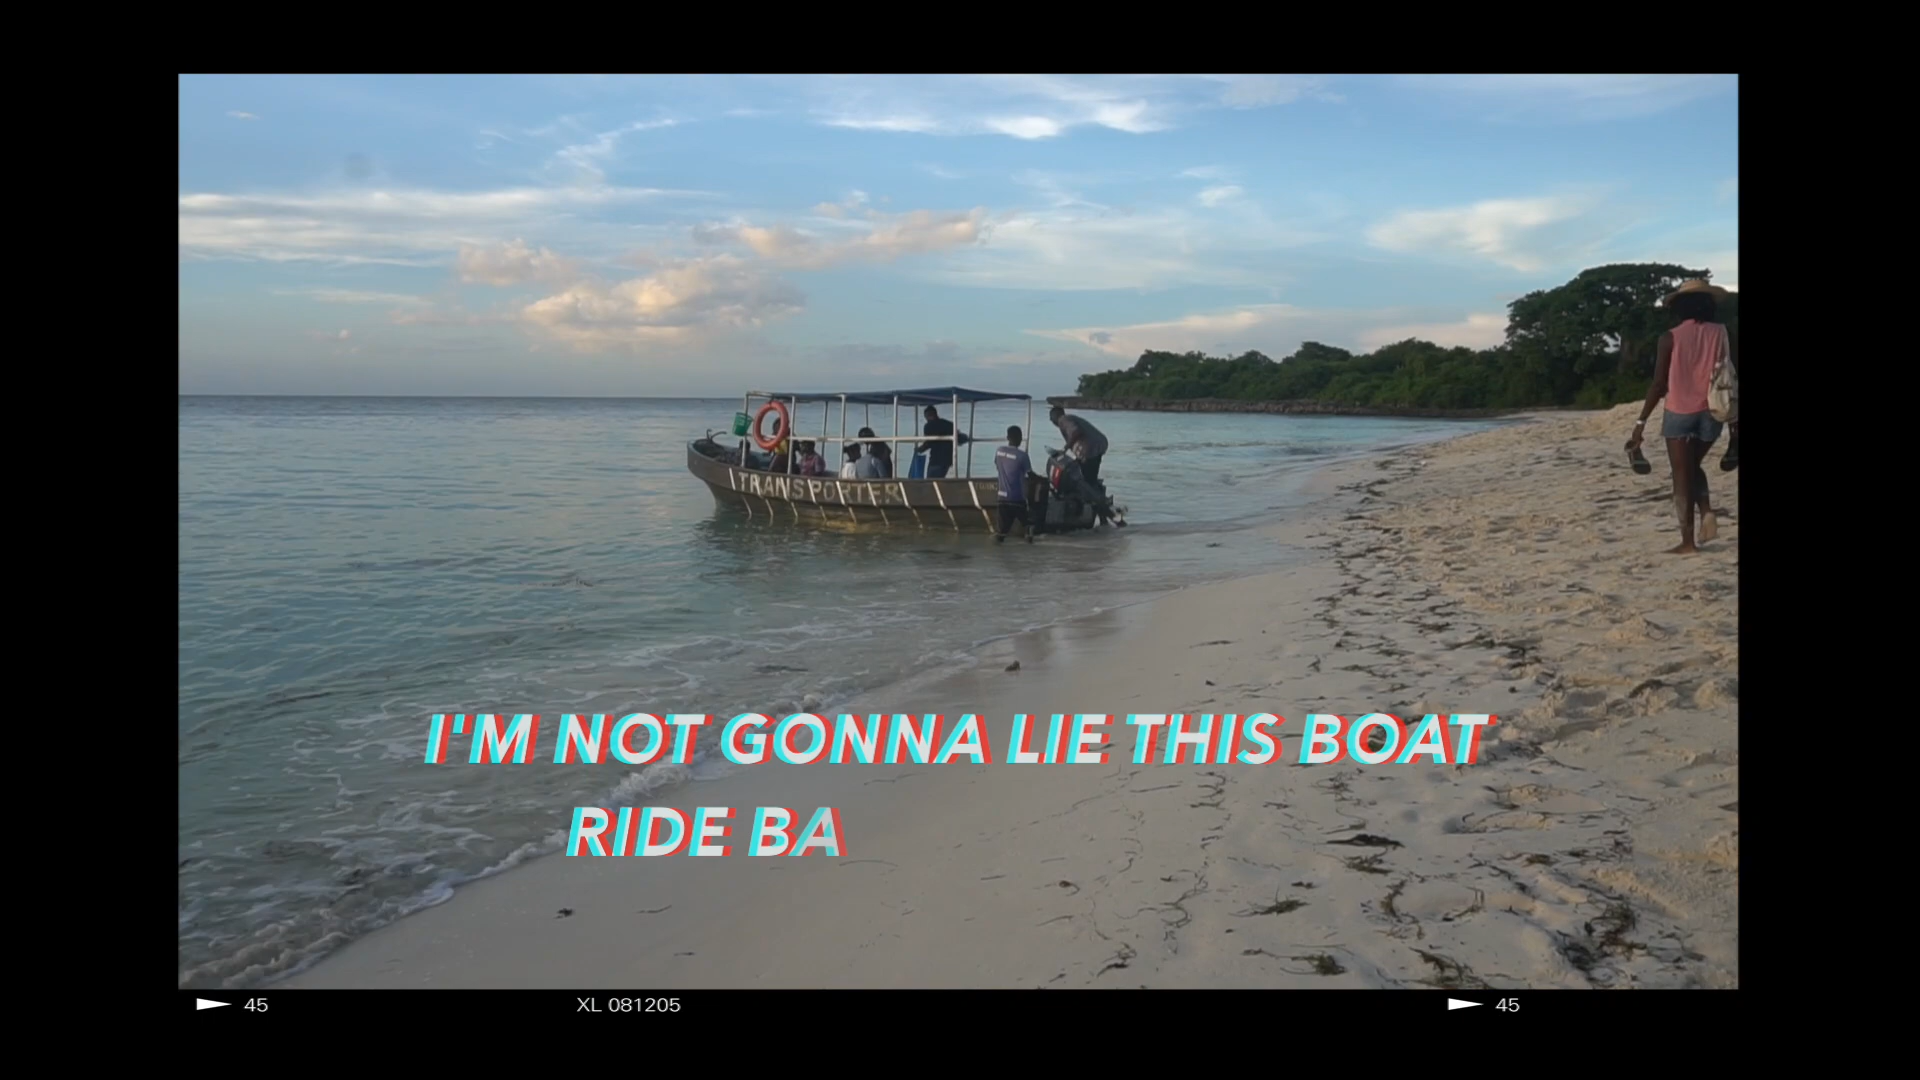 TRANSPORTER
I'M NOT GONNA LIE THIS BOAT
RIDE BA
45
XL 081205
45